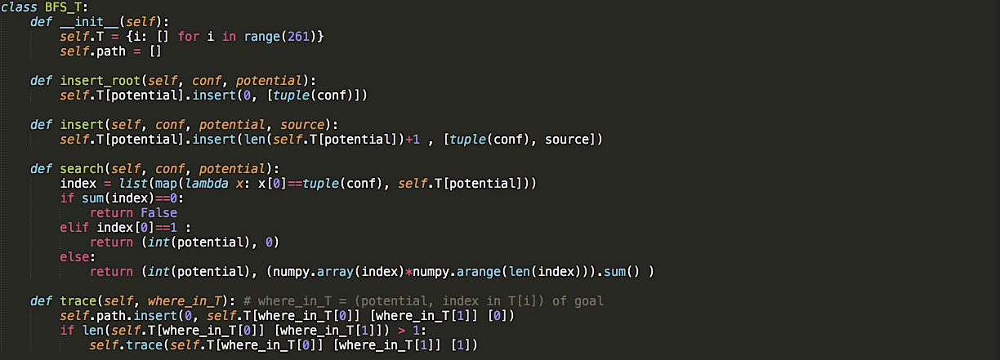 class BFS_T:
    def __init__(self):
        self.T = {i: [] for i in range(261)}
        self.path = []
    def insert_root(self, conf, potential):
        self.T[potential].insert(0, [tuple(conf)])
    def insert(self, conf, potential, source):
        self.T[potential].insert(len(self.T[potential])+1 , [tuple(conf), source])
    def search(self, conf, potential):
        index = list(map(lambda x: x[0]==tuple(conf), self.T[potential]))
        if sum(index)==0:
            return False
        elif index[0]==1 :
            return (int(potential), 0)
        else:
            return (int(potential), (numpy.array(index)*numpy.arange(len(index))).sum() )
    def trace(self, where_in_T): # where_in_T = (potential, index in T[i]) of goal
        self.path.insert(0, self.T[where_in_T[0]] [where_in_T[1]] [0])
        if len(self.T[where_in_T[0]] [where_in_T[1]]) > 1:
            self.trace(self.T[where_in_T[0]] [where_in_T[1]] [1])